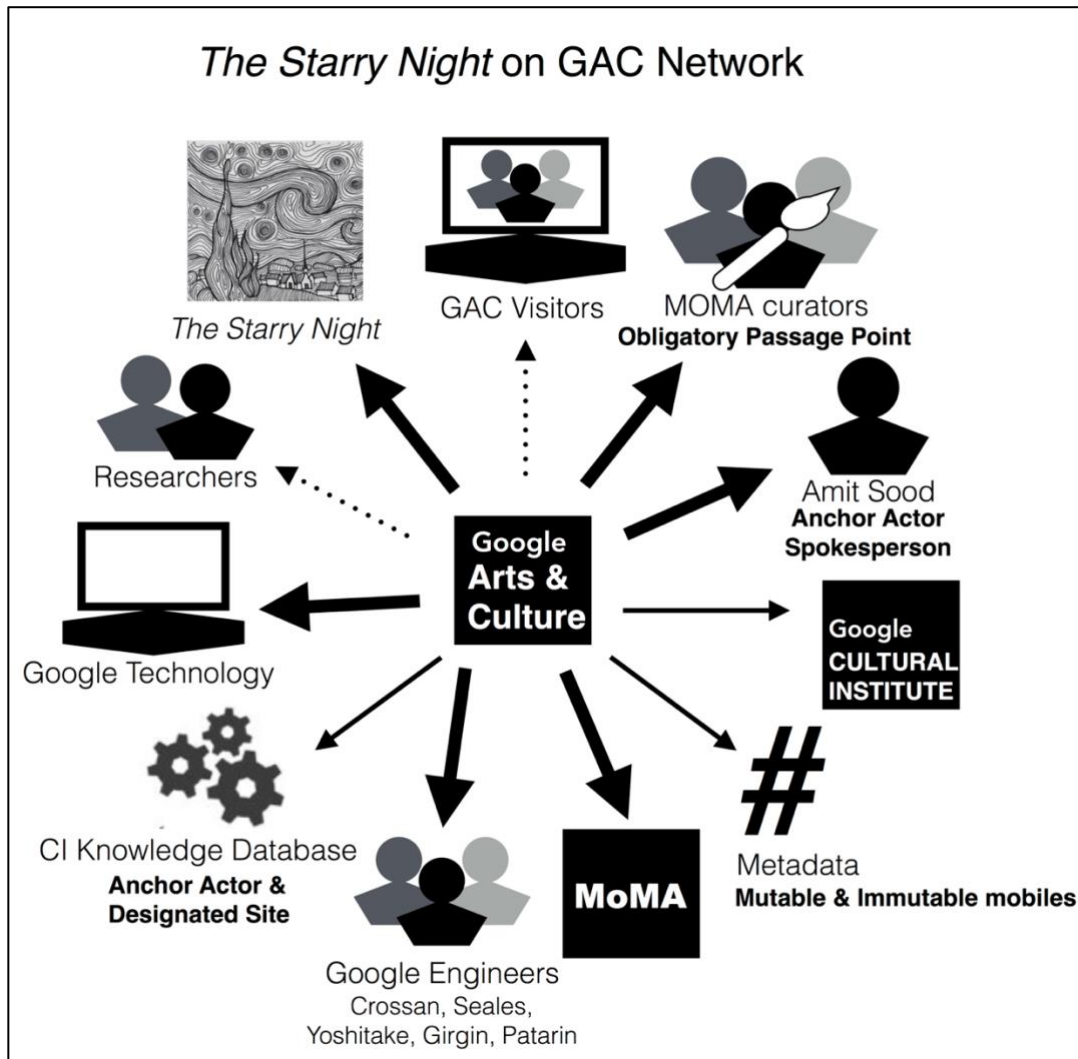 The Starry Night on GAC Network
The Starry Night
GAC Visitors
MOMA curators
Obligatory Passage Point
Researchers
Amit Sood
Anchor Actor
Spokesperson
Google
Arts &
Culture
Google Technology
Google
CULTURAL
INSTITUTE
CI Knowledge Database
Anchor Actor &
Designated Site
#
Metadata
Mutable & Immutable mobiles
MoMA
Google Engineers
Crossan, Seales,
Yoshitake, Girgin, Patarin